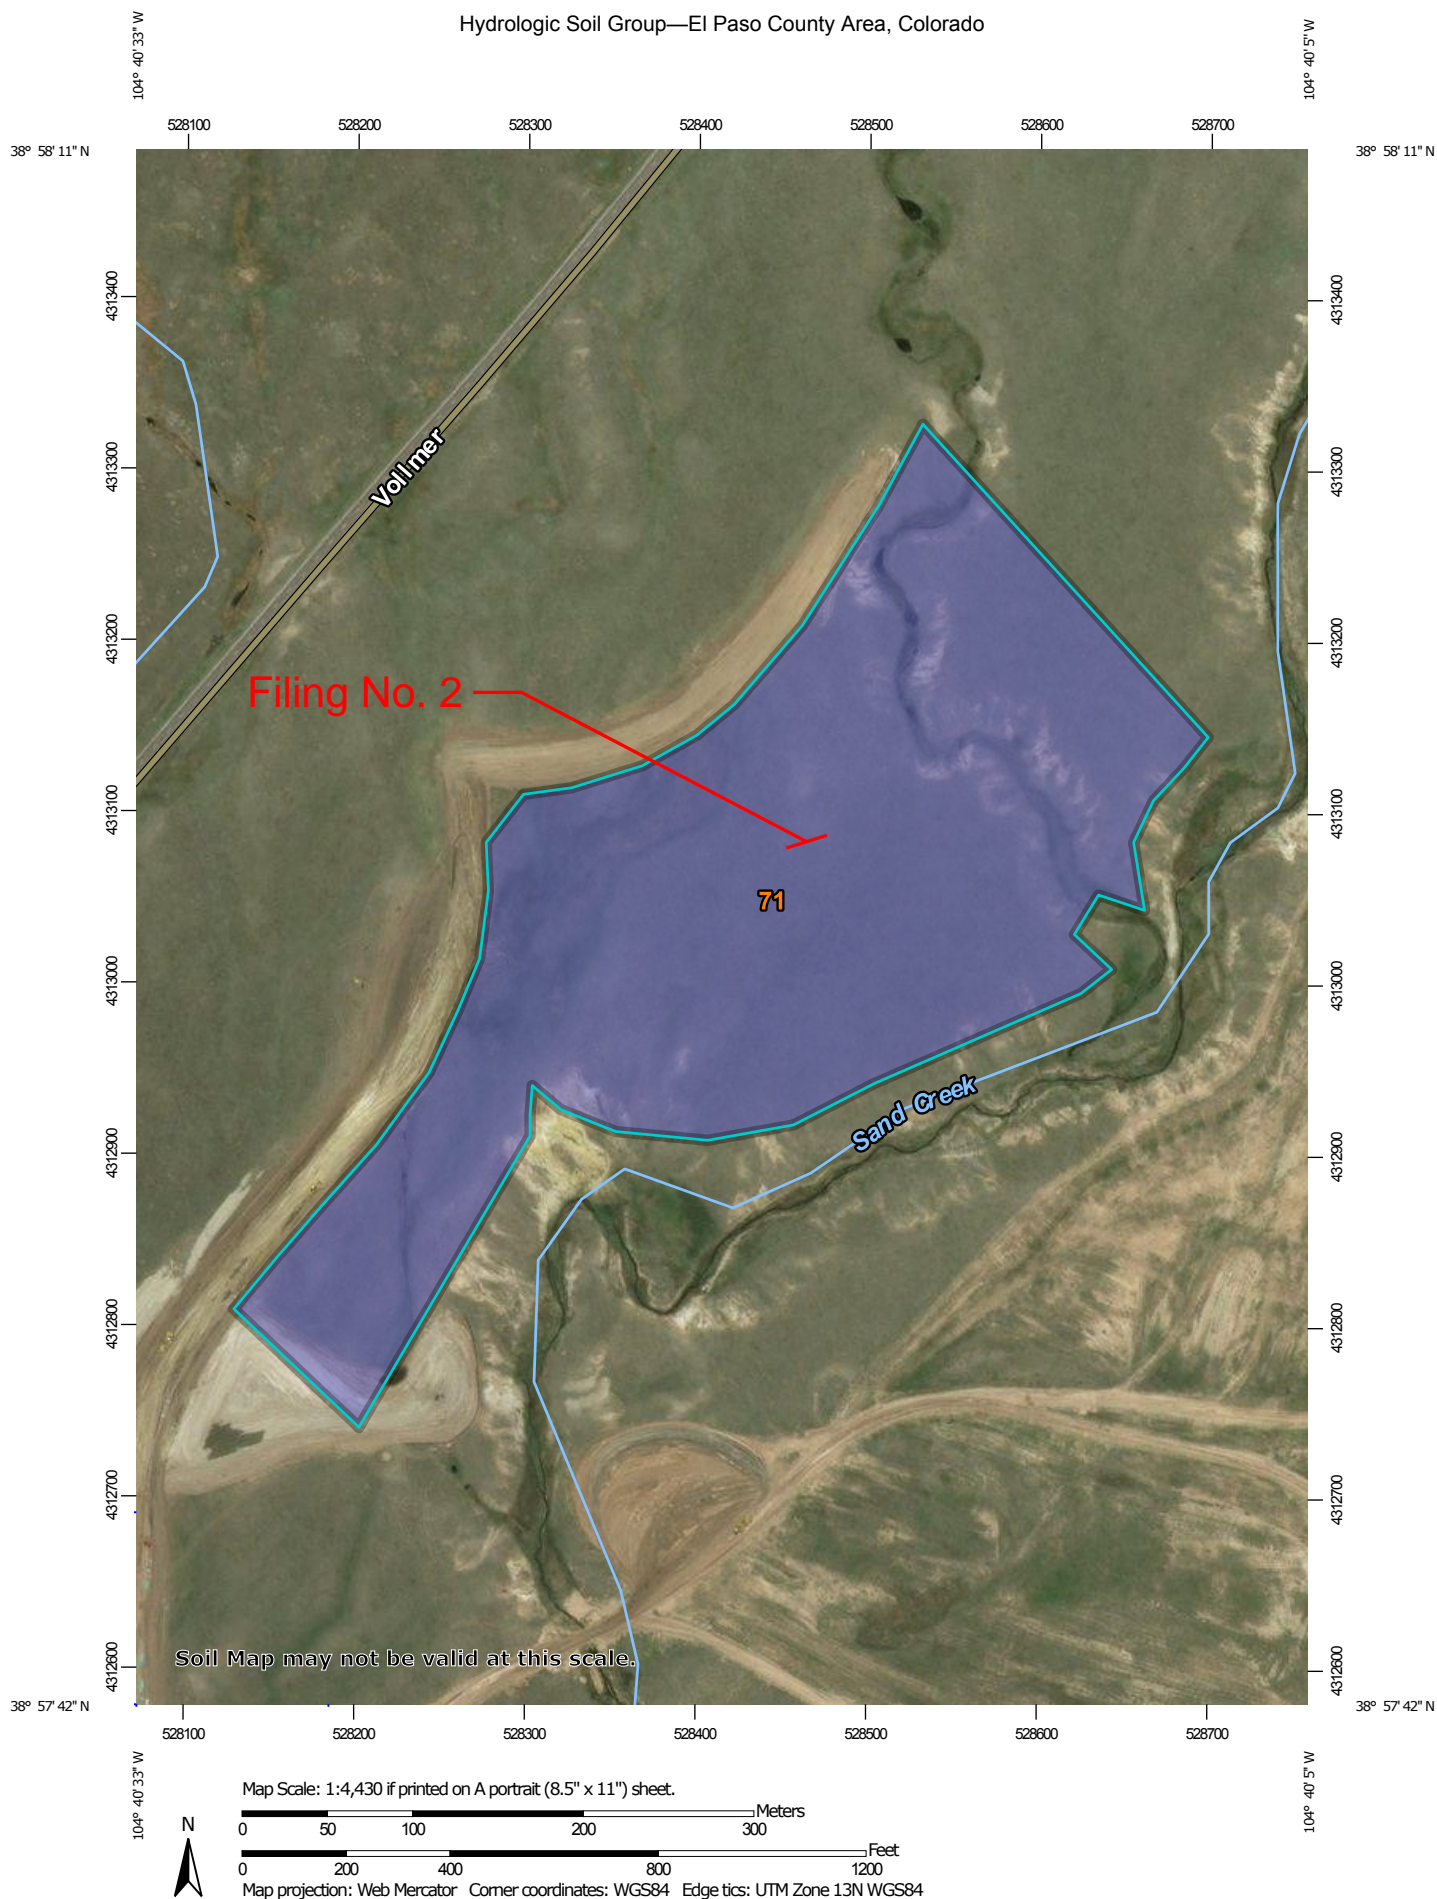 Hydrologic Soil Group—El Paso County Area, Colorado
104° 40' 33" W
104° 40' 5" W
528100 528200 528300 528400 528500 528600 528700
38° 58' 11" N
38° 58' 11" N
4313400
4313400
Vollmer
4313300
4313300
4313200
4313200
Filing No. 2
4313100
4313100
71
4313000
4313000
Sand Creek
4312900
4312900
4312800
4312800
4312700
4312700
Soil Map may not be valid at this scale.
4312600
4312600
38° 57' 42" N
38° 57' 42" N
528100 528200 528300 528400 528500 528600 528700
104° 40' 33" W
104° 40' 5" W
Map Scale: 1:4,430 if printed on A portrait (8.5" x 11") sheet.
Meters
N
0 50 100 200 300
Feet
0 200 400 800 1200
Map projection: Web Mercator Corner coordinates: WGS84 Edge tics: UTM Zone 13N WGS84